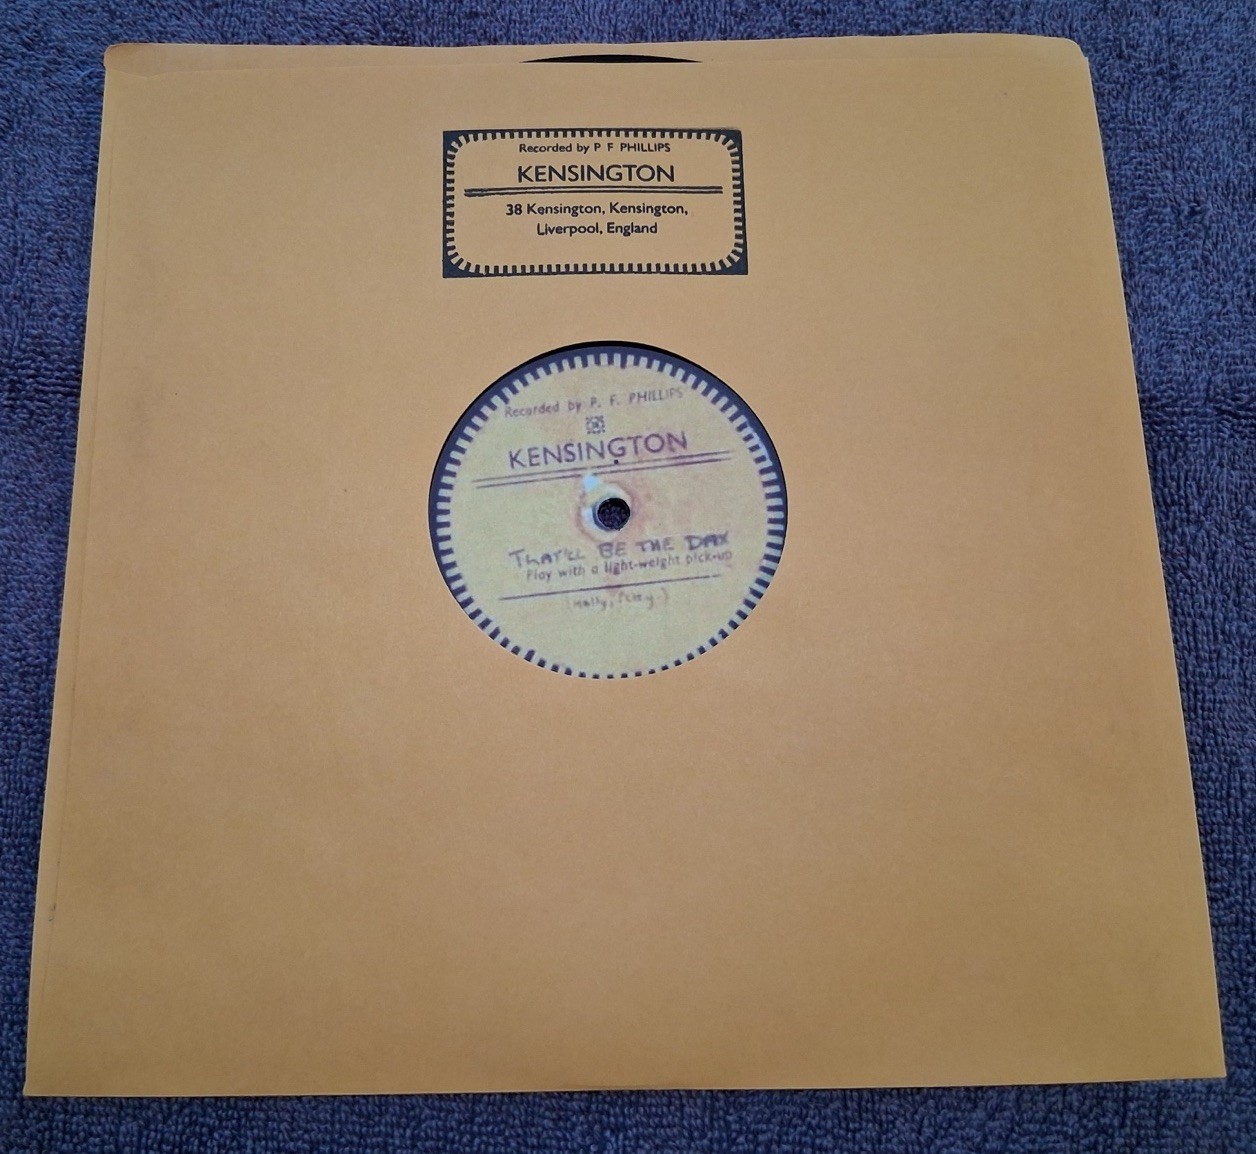 Recorded by P F PHILLIPS
KENSINGTON
38 Kensington, Kensington,
Liverpool, England
Recorded by P. F. PHILLIPS
KENSINGTON
THAT'LL BE THE DAY
Play with a light-weight pick-up
(Holly,